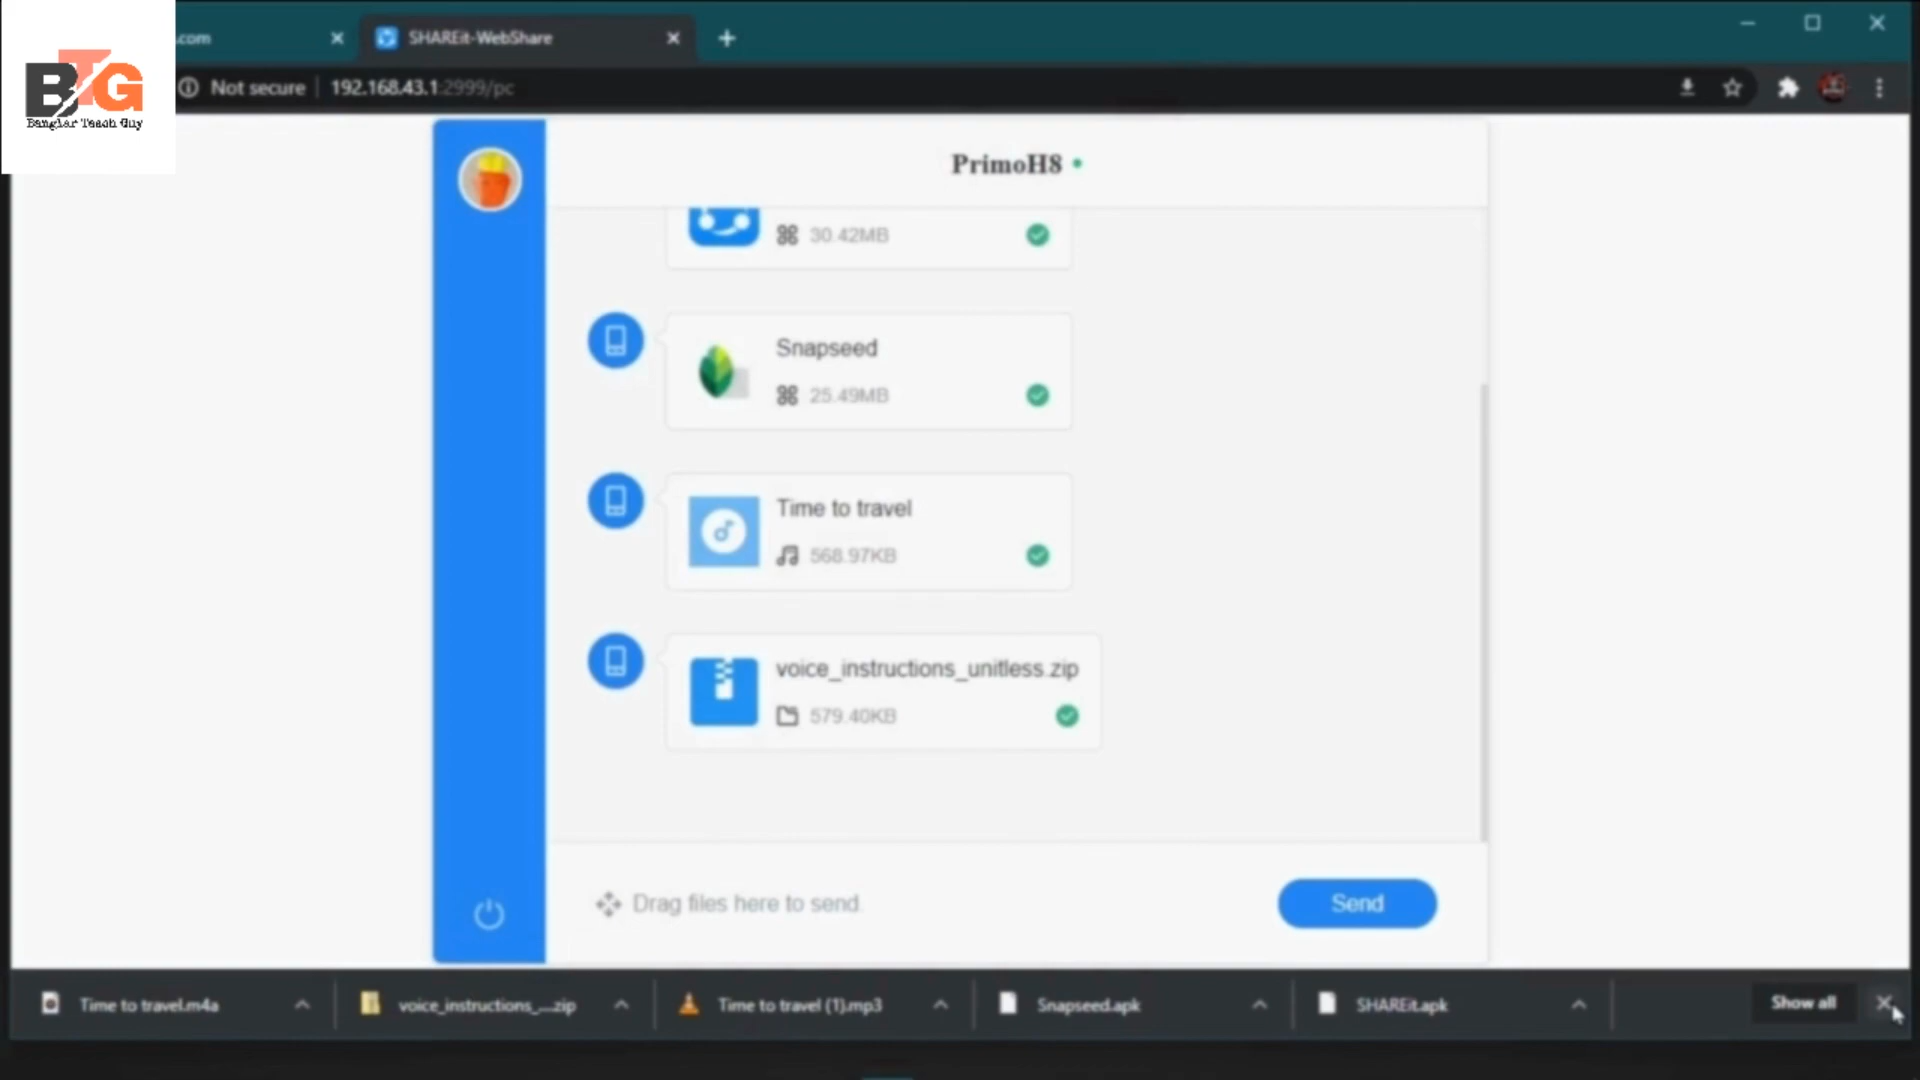 .com
SHAREit-WebShare
Not secure
192.168.43.1:2999/pc
BTG
Banglar Teach Guy
PrimoH8
30.42MB
Snapseed
25.49MB
Time to travel
568.97KB
voice_instructions_unitless.zip
579.40KB
Drag files here to send.
Send
Time to travel.m4a
voice_instructions_....zip
Time to travel (1).mp3
Snapseed.apk
SHAREit.apk
Show all